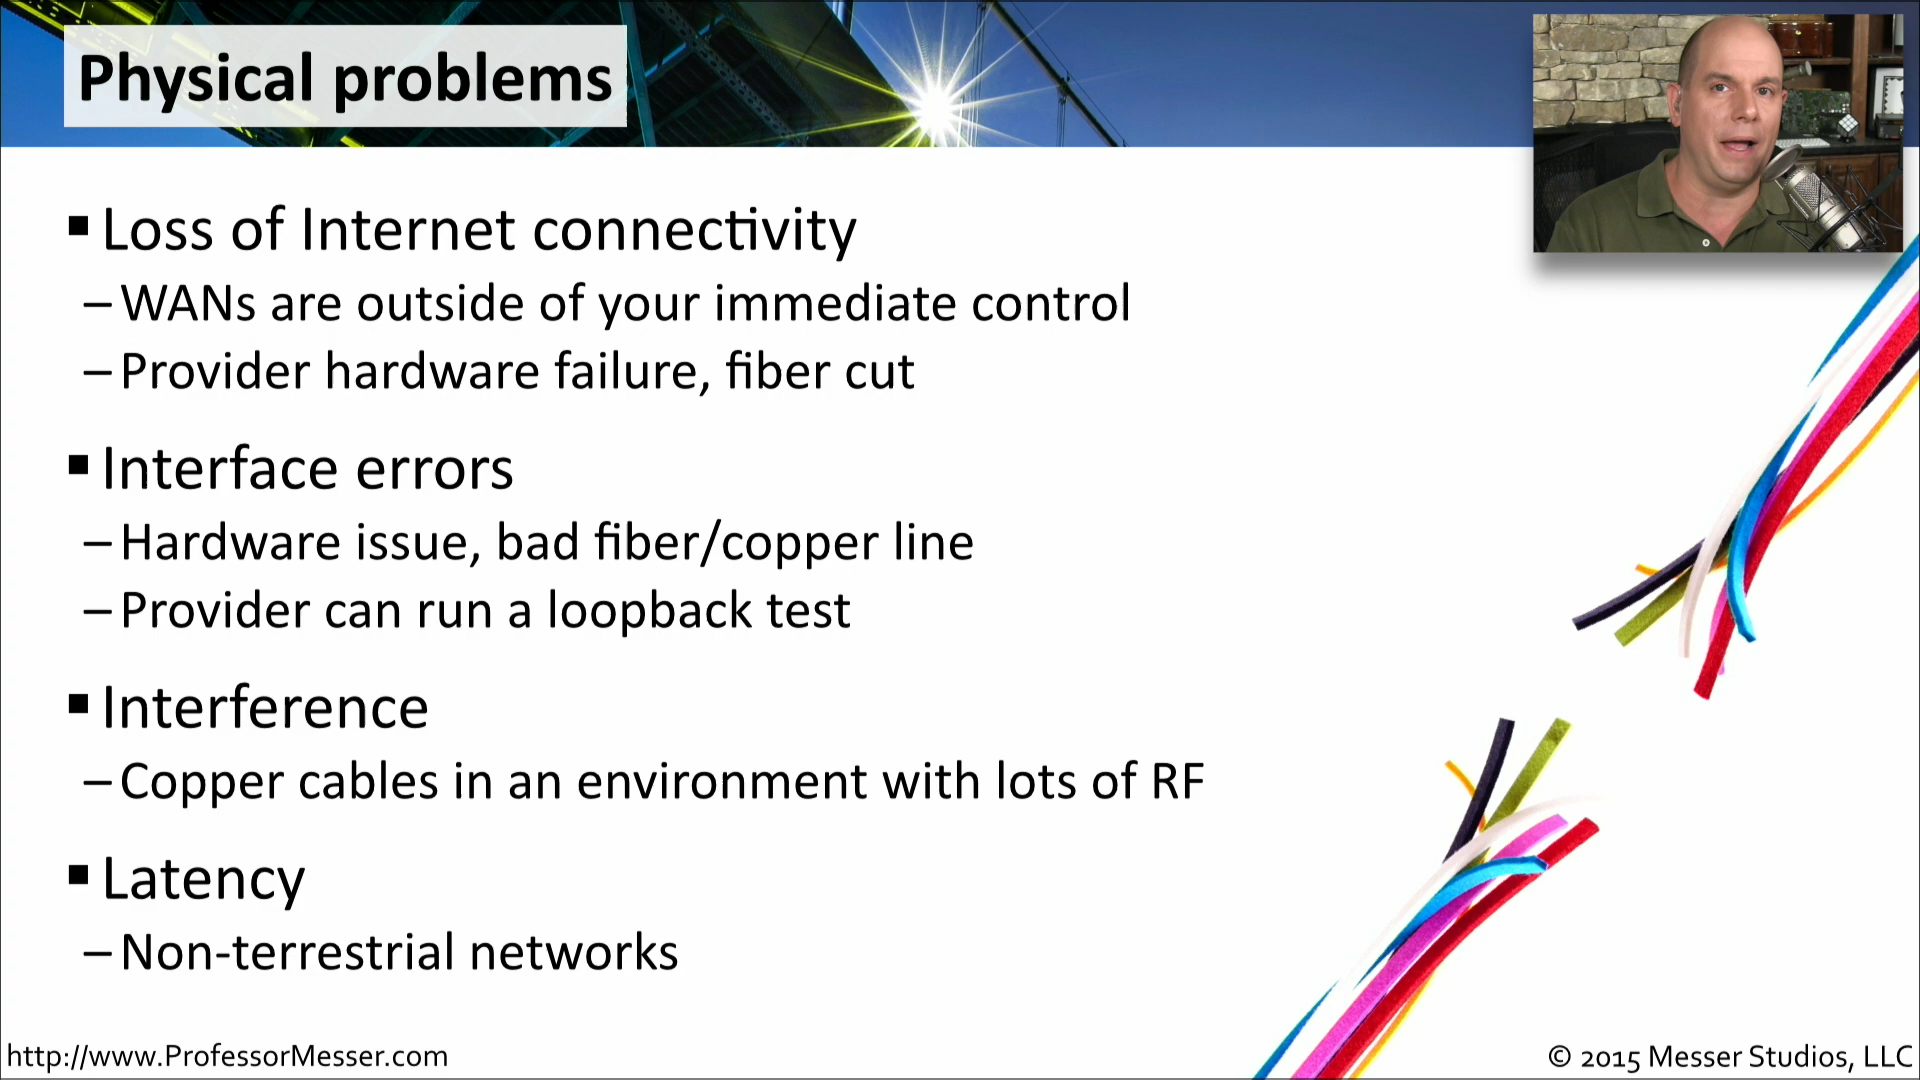 Physical problems
▪ Loss of Internet connectivity
– WANs are outside of your immediate control
– Provider hardware failure, fiber cut
▪ Interface errors
– Hardware issue, bad fiber/copper line
– Provider can run a loopback test
▪ Interference
– Copper cables in an environment with lots of RF
▪ Latency
– Non-terrestrial networks
http://www.ProfessorMesser.com
© 2015 Messer Studios, LLC